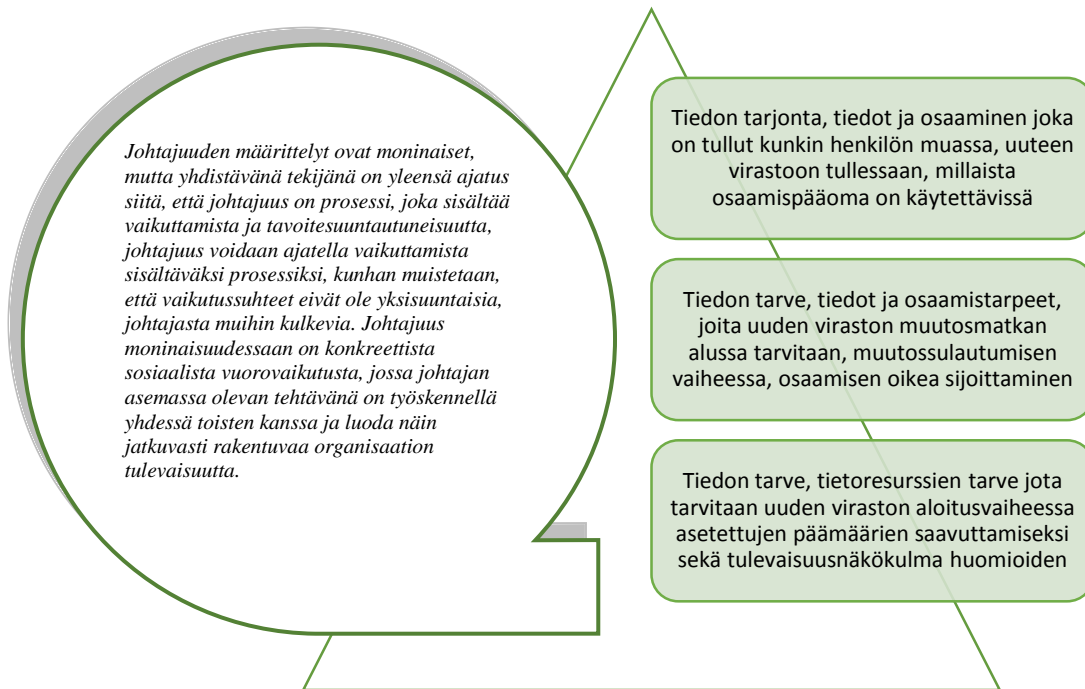 Johtajuuden määrittelyt ovat moninaiset,
mutta yhdistävänä tekijänä on yleensä ajatus
siitä, että johtajuus on prosessi, joka sisältää
vaikuttamista ja tavoitesuuntautuneisuutta,
johtajuus voidaan ajatella vaikuttamista
sisältäväksi prosessiksi, kunhan muistetaan,
että vaikutussuhteet eivät ole yksisuuntaisia,
johtajasta muihin kulkevia. Johtajuus
moninaisuudessaan on konkreettista
sosiaalista vuorovaikutusta, jossa johtajan
asemassa olevan tehtävänä on työskennellä
yhdessä toisten kanssa ja luoda näin
jatkuvasti rakentuvaa organisaation
tulevaisuutta.
Tiedon tarjonta, tiedot ja osaaminen joka
on tullut kunkin henkilön muassa, uuteen
virastoon tullessaan, millaista
osaamispääoma on käytettävissä
Tiedon tarve, tiedot ja osaamistarpeet,
joita uuden viraston muutosmatkan
alussa tarvitaan, muutossulautumisen
vaiheessa, osaamisen oikea sijoittaminen
Tiedon tarve, tietoresurssien tarve jota
tarvitaan uuden viraston aloitusvaiheessa
asetettujen päämäärien saavuttamiseksi
sekä tulevaisuusnäkökulma huomioiden